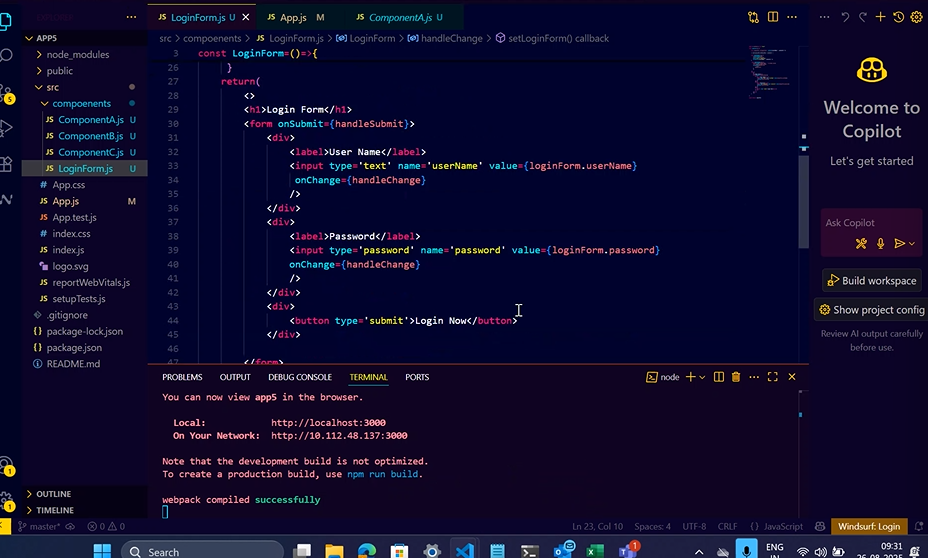 LoginForm.js U
App.js M
ComponentA.js U
src > compoenents > JS LoginForm.js > LoginForm > handleChange > setLoginForm() callback
APP5
node_modules
public
src
compoenents
JS ComponentA.js U
JS ComponentB.js U
JS ComponentC.js U
JS LoginForm.js U
# App.css
JS App.js M
JS App.test.js
# index.css
JS index.js
logo.svg
JS reportWebVitals.js
JS setupTests.js
.gitignore
{} package-lock.json
{} package.json
README.md
OUTLINE
TIMELINE
3 const LoginForm=()=>{
26 }
27 return(
28 <>
29 <h1>Login Form</h1>
30 <form onSubmit={handleSubmit}>
31 <div>
32 <label>User Name</label>
33 <input type='text' name='userName' value={loginForm.userName}
34 onChange={handleChange}
35 />
36 </div>
37 <div>
38 <label>Password</label>
39 <input type='password' name='password' value={loginForm.password}
40 onChange={handleChange}
41 />
42 </div>
43 <div>
44 <button type='submit'>Login Now</button>
45 </div>
46
47 </form>
PROBLEMS OUTPUT DEBUG CONSOLE TERMINAL PORTS
node
You can now view app5 in the browser.
Local: http://localhost:3000
On Your Network: http://10.112.48.137:3000
Note that the development build is not optimized.
To create a production build, use npm run build.
webpack compiled successfully
Welcome to
Copilot
Let's get started
Ask Copilot
Build workspace
Show project config
Review AI output carefully
before use.
master* 0 0
Ln 23, Col 10 Spaces: 4 UTF-8 CRLF {} JavaScript Windsurf: Login
Search
ENG
IN
09:31